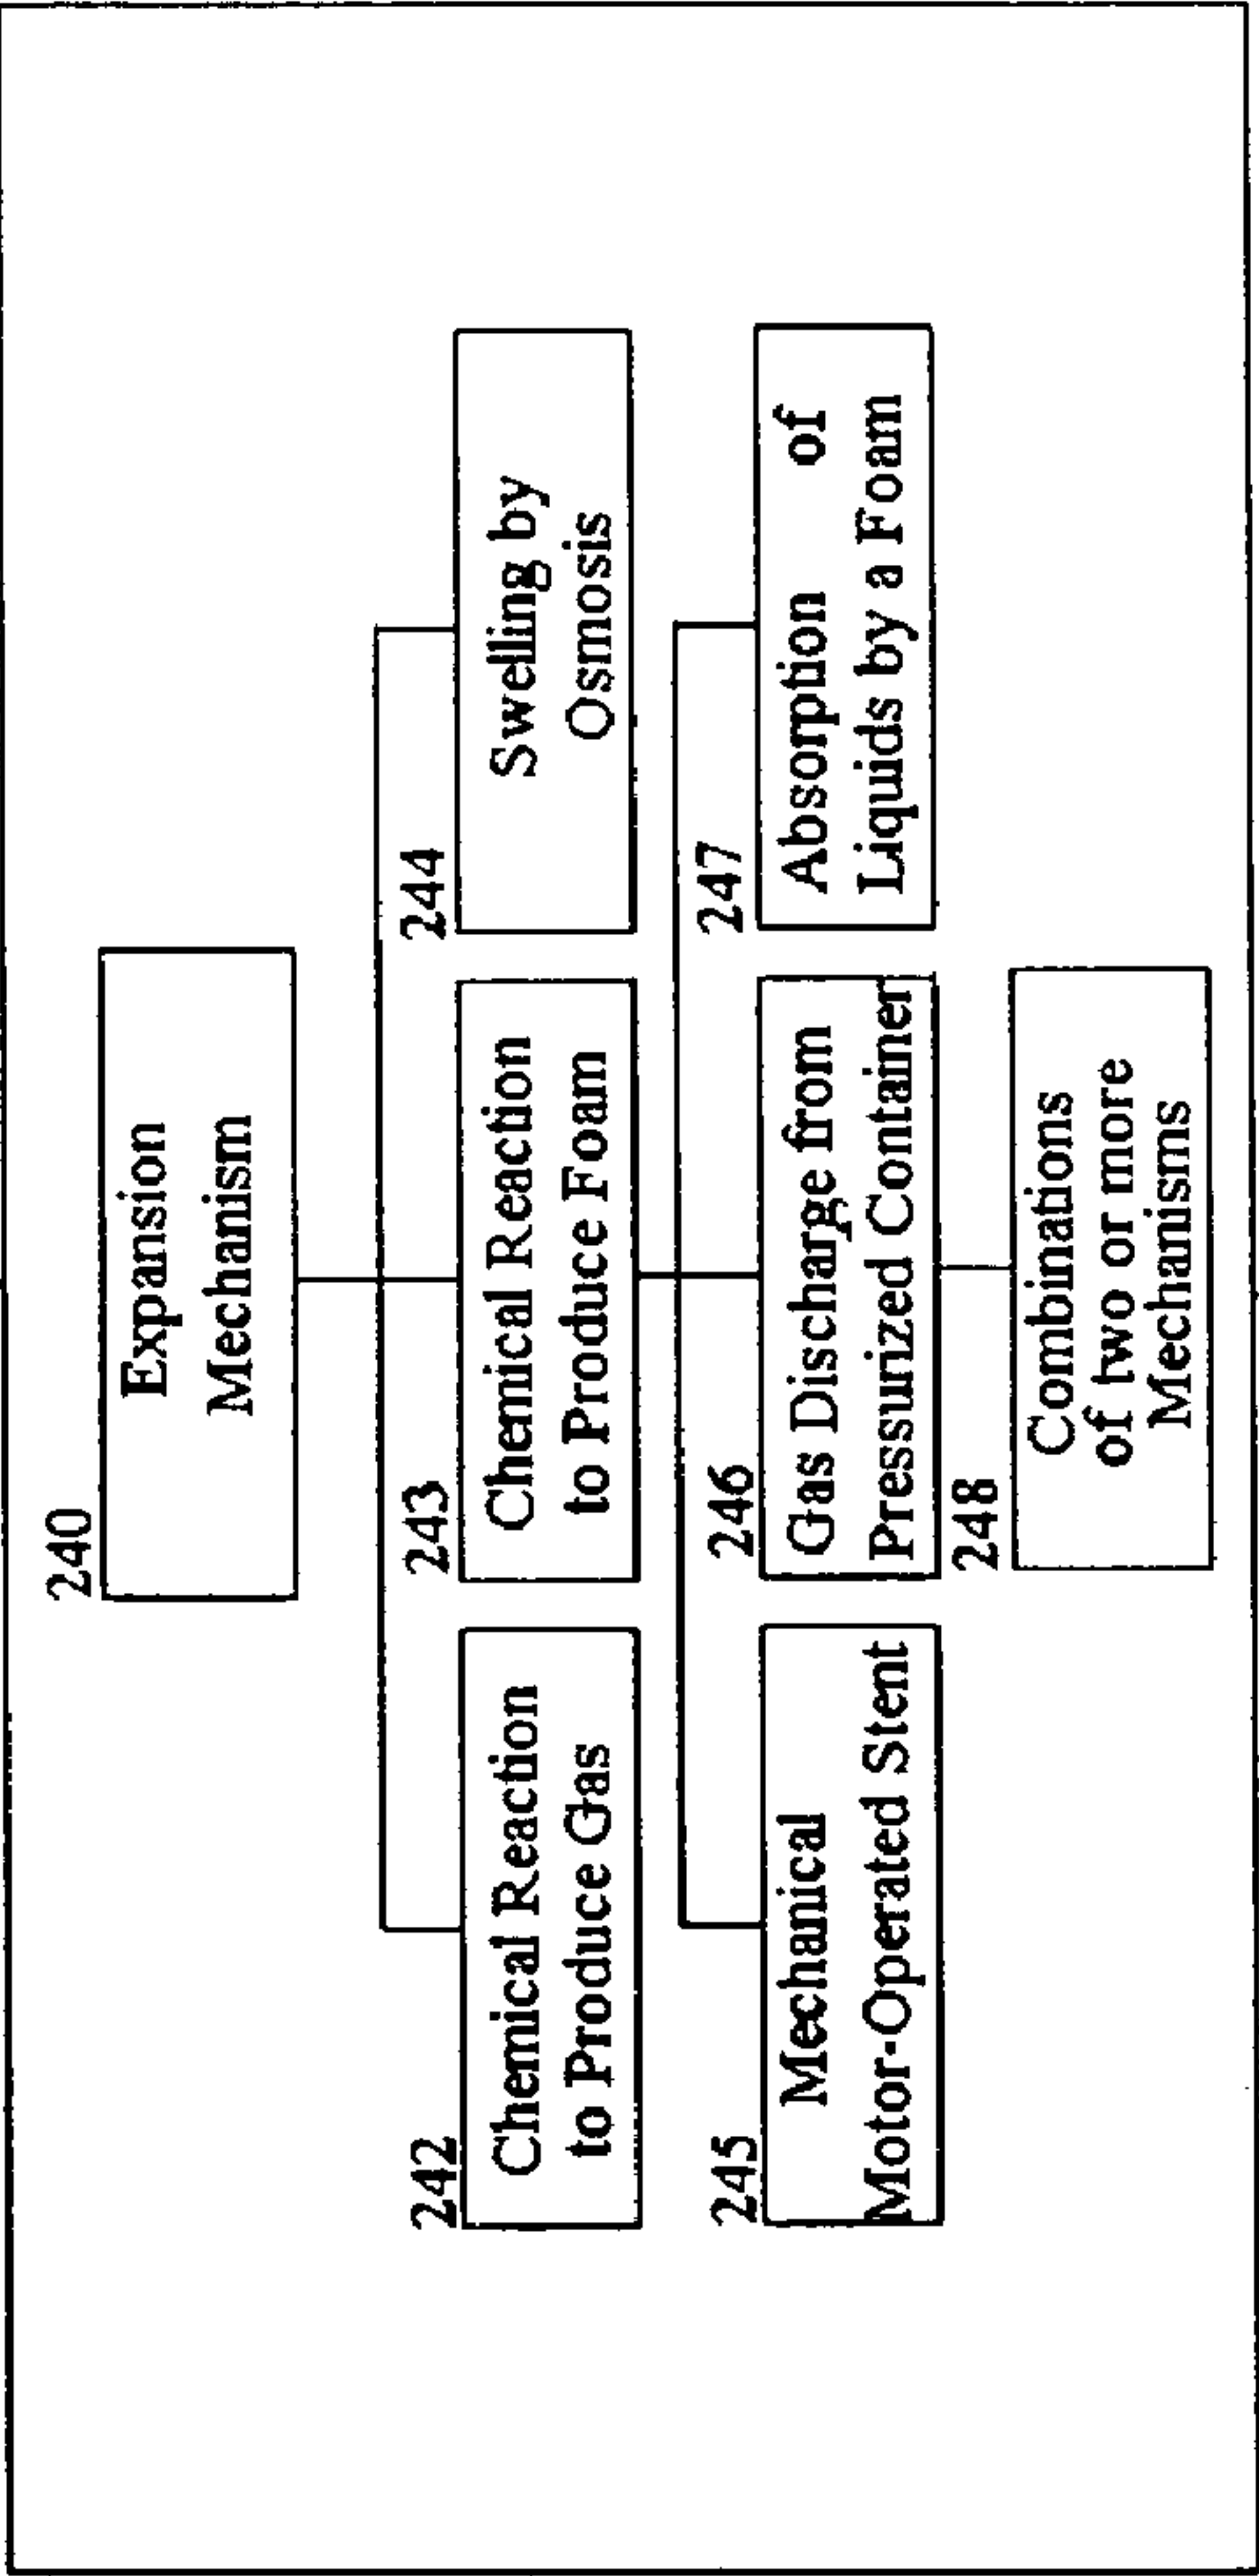 240
Expansion
Mechanism
242
Chemical Reaction
to Produce Gas
243
Chemical Reaction
to Produce Foam
244
Swelling by
Osmosis
245
Mechanical
Motor-Operated Stent
246
Gas Discharge from
Pressurized Container
247
Absorption of
Liquids by a Foam
248
Combinations
of two or more
Mechanisms